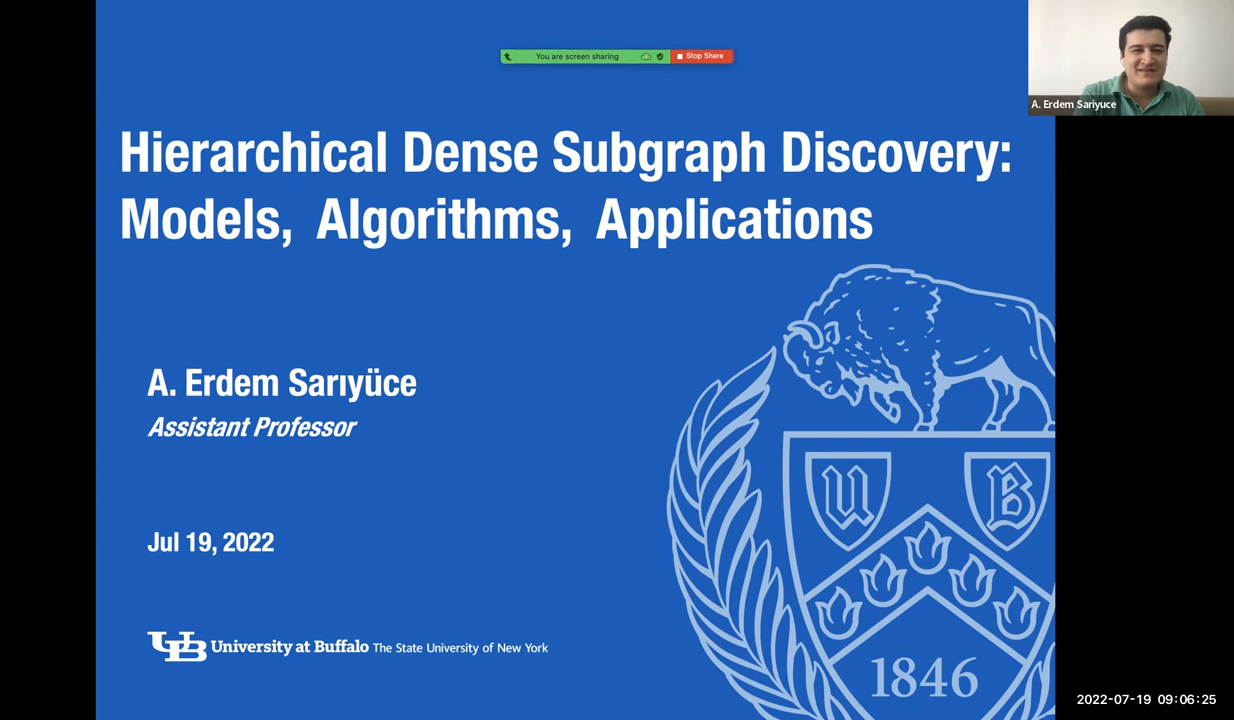 You are screen sharing
Stop Share
A. Erdem Sariyuce
Hierarchical Dense Subgraph Discovery:
Models, Algorithms, Applications
A. Erdem Sarıyüce
Assistant Professor
Jul 19, 2022
UB University at Buffalo The State University of New York
U B
1846
2022-07-19 09:06:25